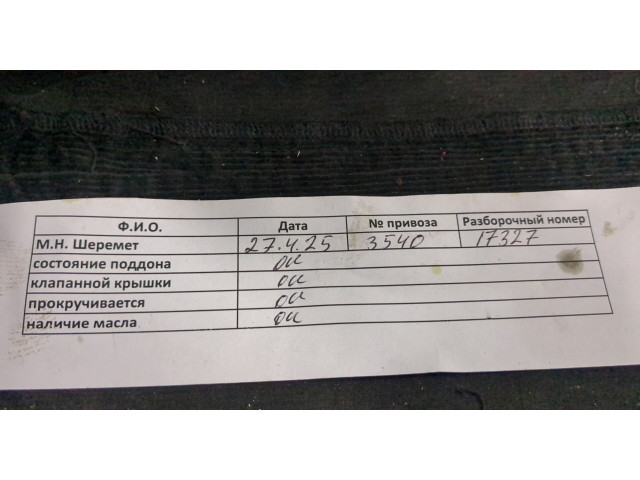 Ф.И.О. Дата № привоза Разборочный номер
М.Н. Шеремет 27.4.25 3540 17327
состояние поддона ок
клапанной крышки ок
прокручивается ок
наличие масла ок